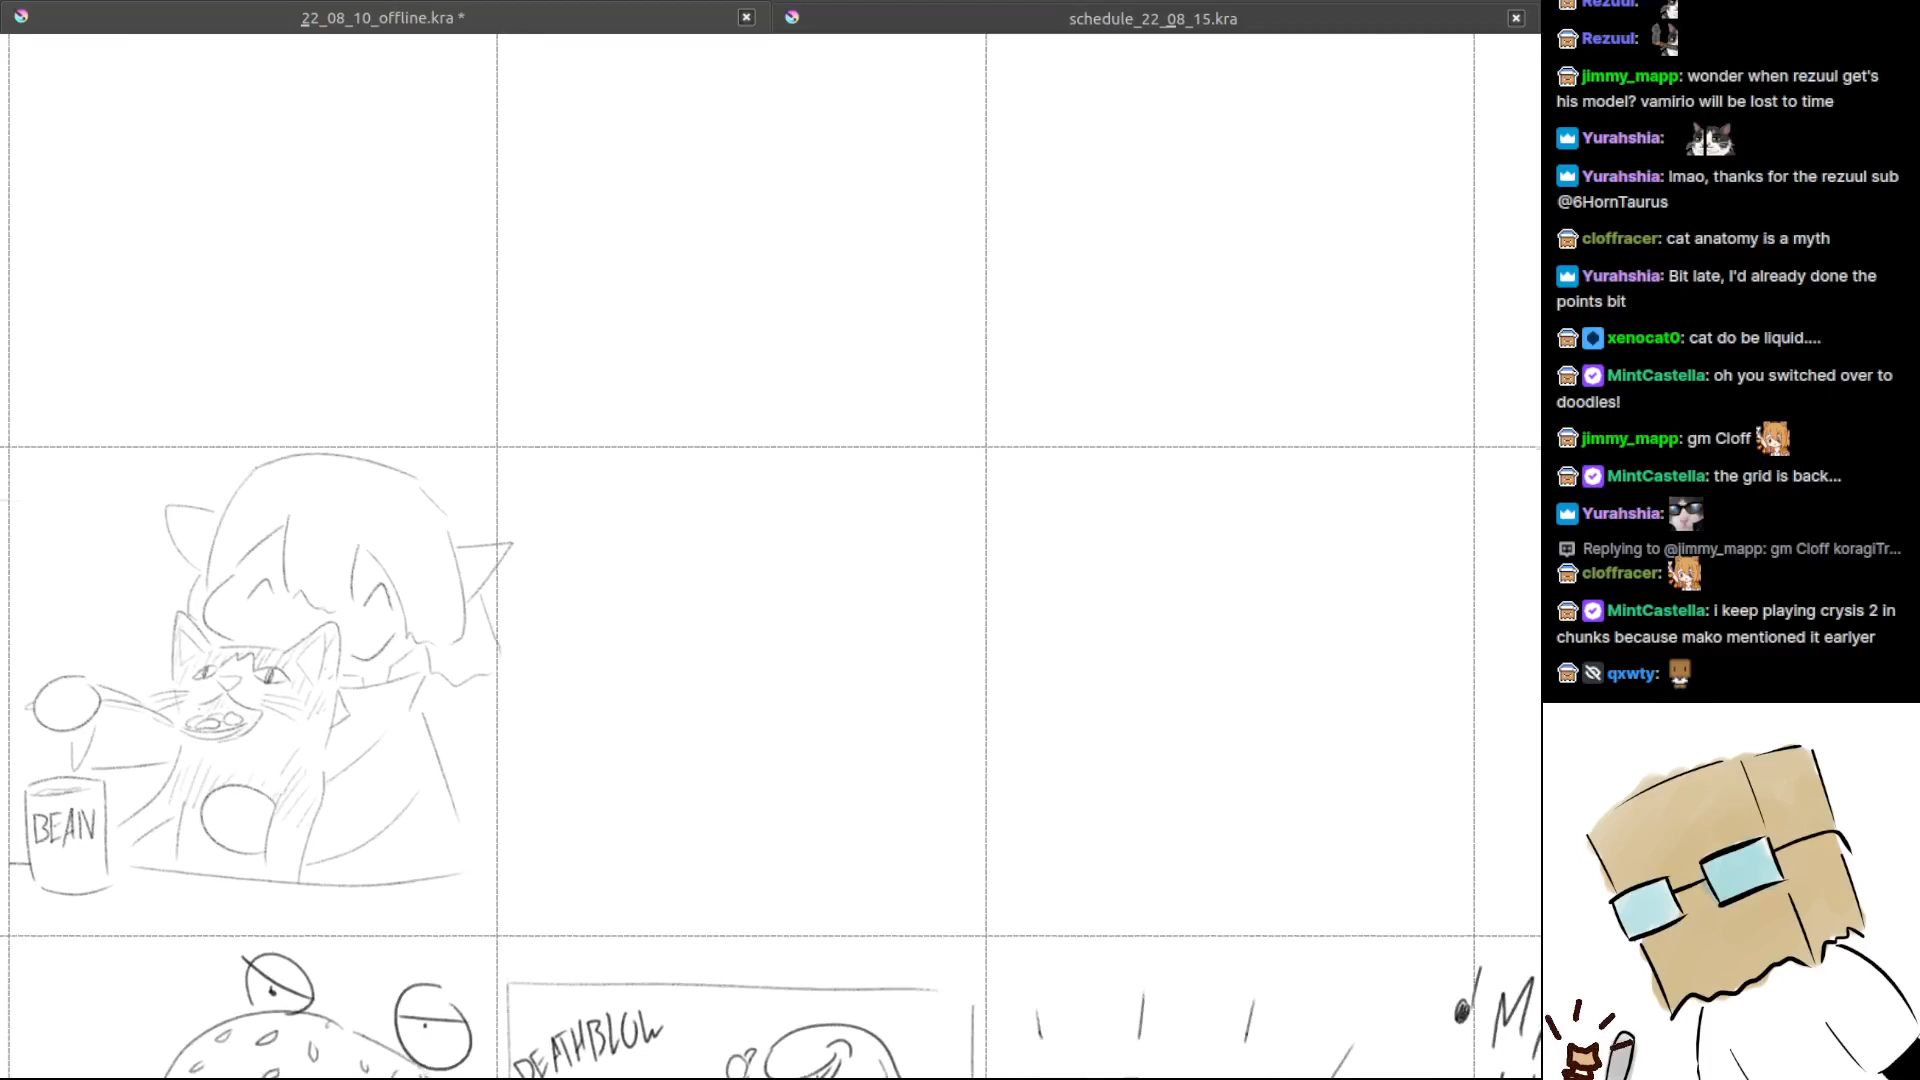 22_08_10_offline.kra *
schedule_22_08_15.kra
BEAN
DEATHBLOW
Rezuul:
Rezuul:
jimmy_mapp: wonder when rezuul get's
his model? vamirio will be lost to time
Yurahshia:
Yurahshia: lmao, thanks for the rezuul sub
@6HornTaurus
cloffracer: cat anatomy is a myth
Yurahshia: Bit late, I'd already done the
points bit
xenocat0: cat do be liquid....
MintCastella: oh you switched over to
doodles!
jimmy_mapp: gm Cloff
MintCastella: the grid is back...
Yurahshia:
Replying to @jimmy_mapp: gm Cloff koragiTr...
cloffracer:
MintCastella: i keep playing crysis 2 in
chunks because mako mentioned it earlyer
qxwty: